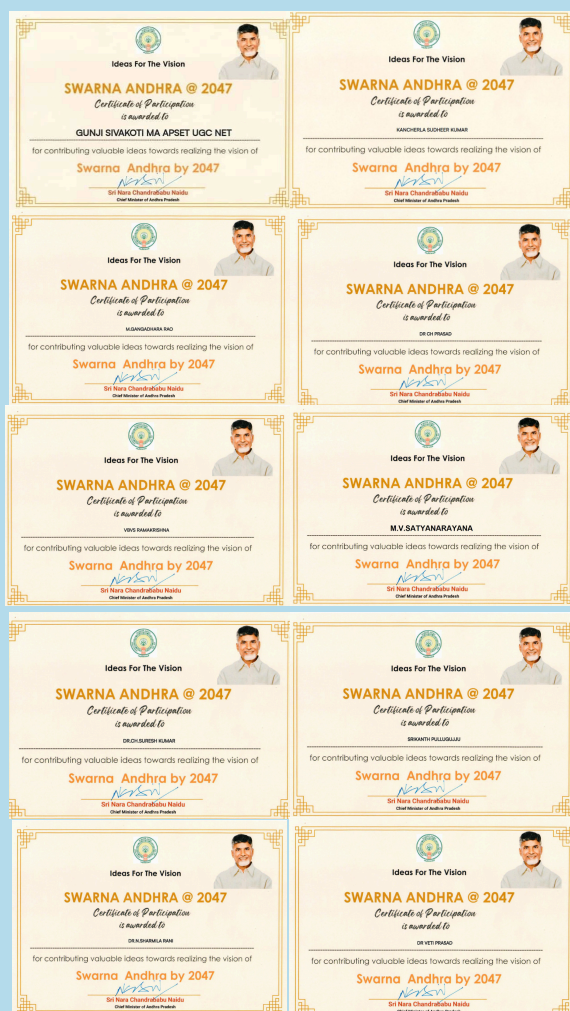 Ideas For The Vision
SWARNA ANDHRA @ 2047
Certificate of Participation
is awarded to
GUNJI SIVAKOTI MA APSET UGC NET
for contributing valuable ideas towards realizing the vision of
Swarna Andhra by 2047
Sri Nara Chandrababu Naidu
Chief Minister of Andhra Pradesh
Ideas For The Vision
SWARNA ANDHRA @ 2047
Certificate of Participation
is awarded to
KANCHERLA SUDHEER KUMAR
for contributing valuable ideas towards realizing the vision of
Swarna Andhra by 2047
Sri Nara Chandrababu Naidu
Chief Minister of Andhra Pradesh
Ideas For The Vision
SWARNA ANDHRA @ 2047
Certificate of Participation
is awarded to
M.GANGADHARA RAO
for contributing valuable ideas towards realizing the vision of
Swarna Andhra by 2047
Sri Nara Chandrababu Naidu
Chief Minister of Andhra Pradesh
Ideas For The Vision
SWARNA ANDHRA @ 2047
Certificate of Participation
is awarded to
DR CH PRASAD
for contributing valuable ideas towards realizing the vision of
Swarna Andhra by 2047
Sri Nara Chandrababu Naidu
Chief Minister of Andhra Pradesh
Ideas For The Vision
SWARNA ANDHRA @ 2047
Certificate of Participation
is awarded to
VBVS RAMAKRISHNA
for contributing valuable ideas towards realizing the vision of
Swarna Andhra by 2047
Sri Nara Chandrababu Naidu
Chief Minister of Andhra Pradesh
Ideas For The Vision
SWARNA ANDHRA @ 2047
Certificate of Participation
is awarded to
M.V.SATYANARAYANA
for contributing valuable ideas towards realizing the vision of
Swarna Andhra by 2047
Sri Nara Chandrababu Naidu
Chief Minister of Andhra Pradesh
Ideas For The Vision
SWARNA ANDHRA @ 2047
Certificate of Participation
is awarded to
DR.CH.SURESH KUMAR
for contributing valuable ideas towards realizing the vision of
Swarna Andhra by 2047
Sri Nara Chandrababu Naidu
Chief Minister of Andhra Pradesh
Ideas For The Vision
SWARNA ANDHRA @ 2047
Certificate of Participation
is awarded to
SRIKANTH PULLUGUJJU
for contributing valuable ideas towards realizing the vision of
Swarna Andhra by 2047
Sri Nara Chandrababu Naidu
Chief Minister of Andhra Pradesh
Ideas For The Vision
SWARNA ANDHRA @ 2047
Certificate of Participation
is awarded to
DR.N.SHARMILA RANI
for contributing valuable ideas towards realizing the vision of
Swarna Andhra by 2047
Sri Nara Chandrababu Naidu
Chief Minister of Andhra Pradesh
Ideas For The Vision
SWARNA ANDHRA @ 2047
Certificate of Participation
is awarded to
DR VETI PRASAD
for contributing valuable ideas towards realizing the vision of
Swarna Andhra by 2047
Sri Nara Chandrababu Naidu